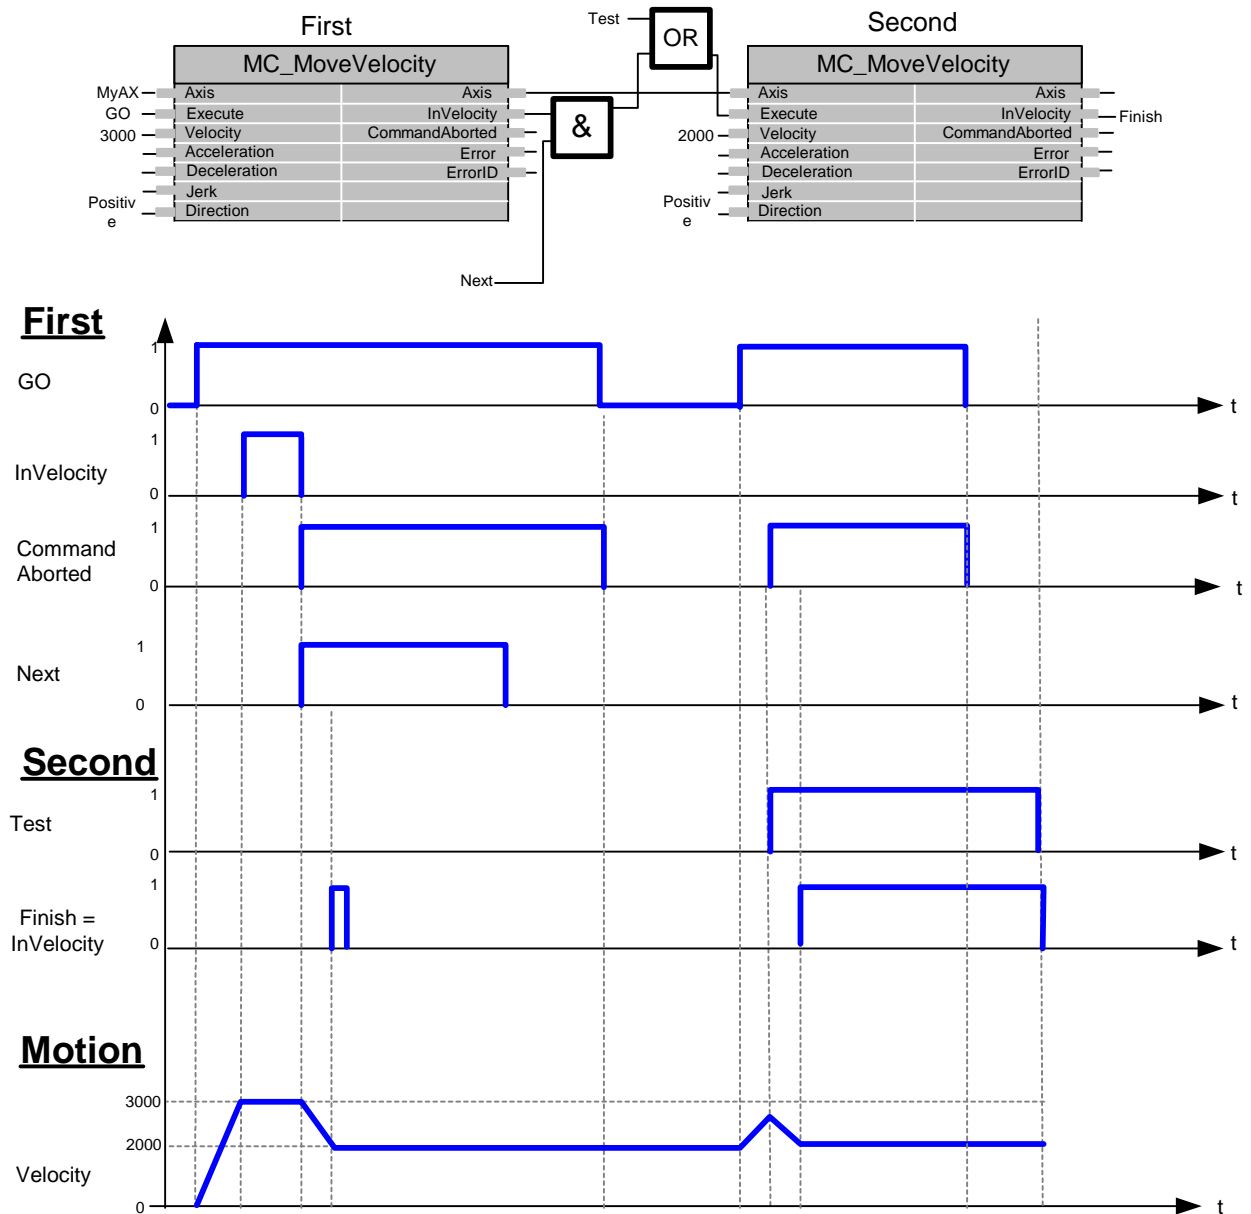 First
Test
OR
Second
MC_MoveVelocity
MC_MoveVelocity
MyAX
Axis
Axis
Axis
Axis
GO
Execute
InVelocity
&
Execute
InVelocity
Finish
3000
Velocity
CommandAborted
2000
Velocity
CommandAborted
Acceleration
Error
Acceleration
Error
Deceleration
ErrorID
Deceleration
ErrorID
Jerk
Jerk
Positiv
e
Direction
Positiv
e
Direction
Next
First
1
GO
0
t
1
InVelocity
0
t
1
Command
Aborted
0
t
1
Next
0
t
Second
1
Test
0
t
1
Finish =
InVelocity
0
t
Motion
3000
2000
Velocity
0
t